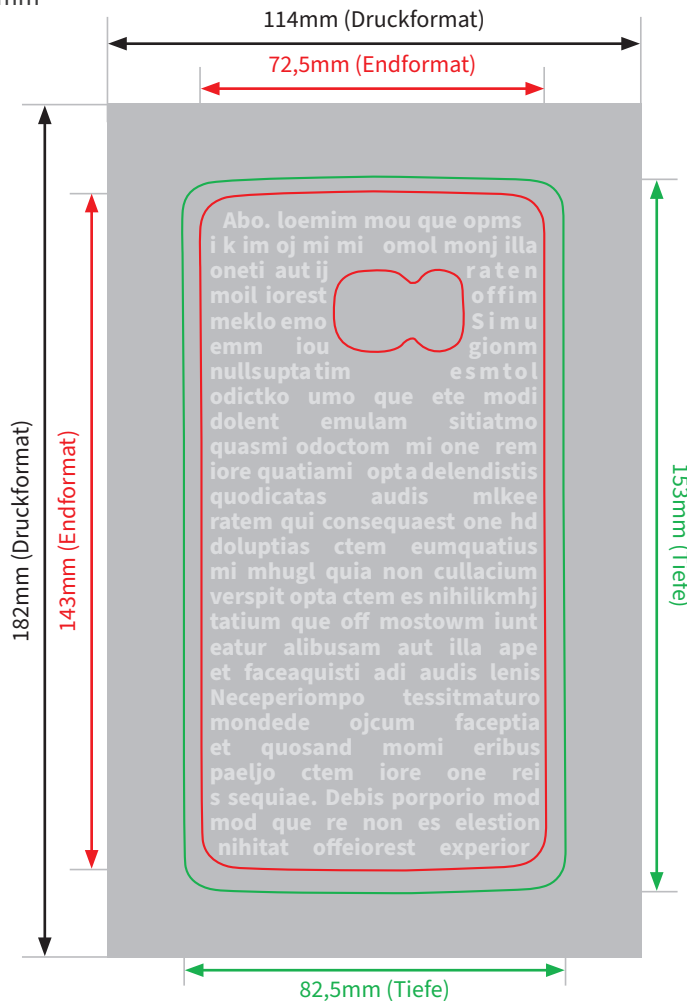 mm
114mm (Druckformat)
72,5mm (Endformat)
182mm (Druckformat)
143mm (Endformat)
Abo. loemim mou que opms
i k im oj mi mi omol monj illa
oneti aut ij raten
moil iorest offim
meklo emo Simu
emm iou gionm
nullsupta tim esmtol
odictko umo que ete modi
dolent emulam sitiatmo
quasmi odoctom mi one rem
iore quatiami opt a delendistis
quodicatas audis mlkee
ratem qui consequaest one hd
doluptias ctem eumquatius
mi mhugl quia non cullacium
verspit opta ctem es nihilikmhj
tatium que off mostowm iunt
eatur alibusam aut illa ape
et faceaquisti adi audis lenis
Neceperiompo tessitmaturo
mondede ojcum faceptia
et quosand momi eribus
paeljo ctem iore one rei
s sequiae. Debis porporio mod
mod que re non es elestion
nihitat offeiorest experior
153mm (Tiefe)
82,5mm (Tiefe)